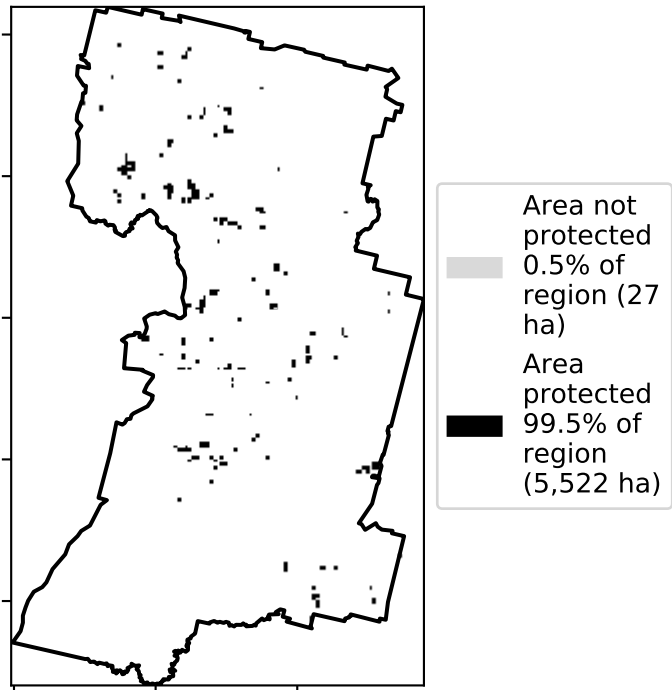 Area not
protected
0.5% of
region (27
ha)
Area
protected
99.5% of
region
(5,522 ha)